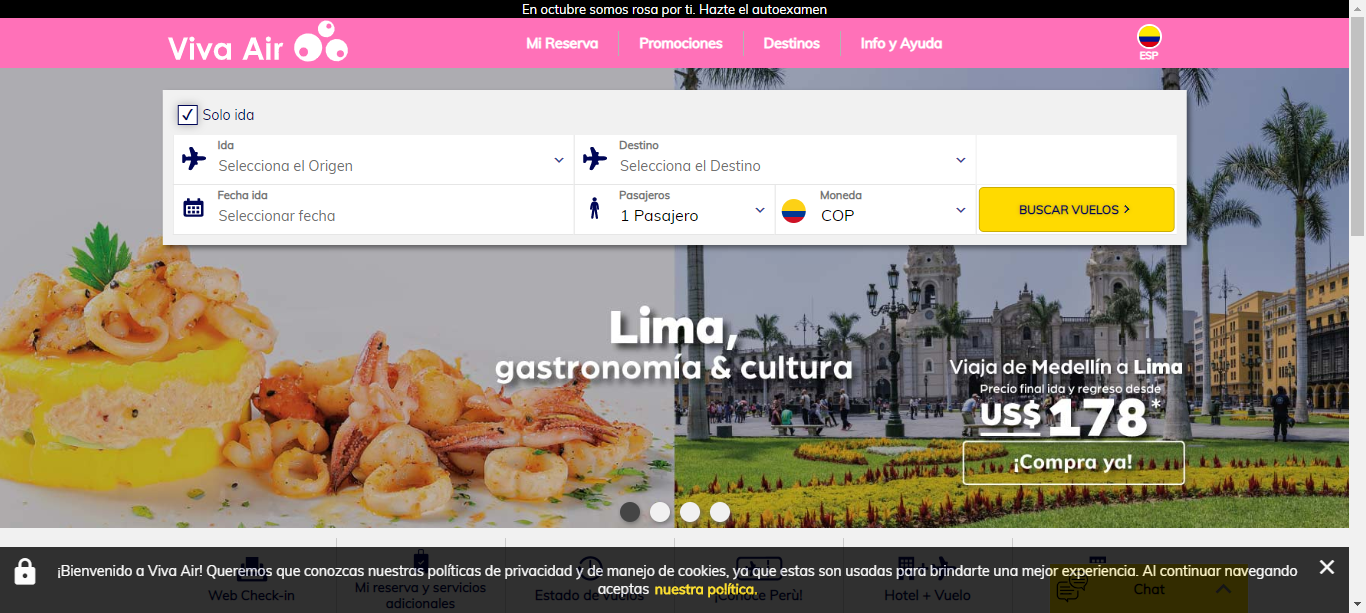 En octubre somos rosa por ti. Hazte el autoexamen
Viva Air
Mi Reserva
Promociones
Destinos
Info y Ayuda
ESP
Solo ida
Ida
Selecciona el Origen
Destino
Selecciona el Destino
Fecha ida
Seleccionar fecha
Pasajeros
1 Pasajero
Moneda
COP
BUSCAR VUELOS
Lima,
gastronomía & cultura
Viaja de Medellín a Lima
Precio final ida y regreso desde
US$ 178*
¡Compra ya!
¡Bienvenido a Viva Air! Queremos que conozcas nuestras políticas de privacidad y de manejo de cookies, ya que estas son usadas para brindarte una mejor experiencia. Al continuar navegando
aceptas nuestra política.
Web Check-in
Mi reserva y servicios
adicionales
Estado de vuelos
¡Conoce Perú!
Hotel + Vuelo
Chat